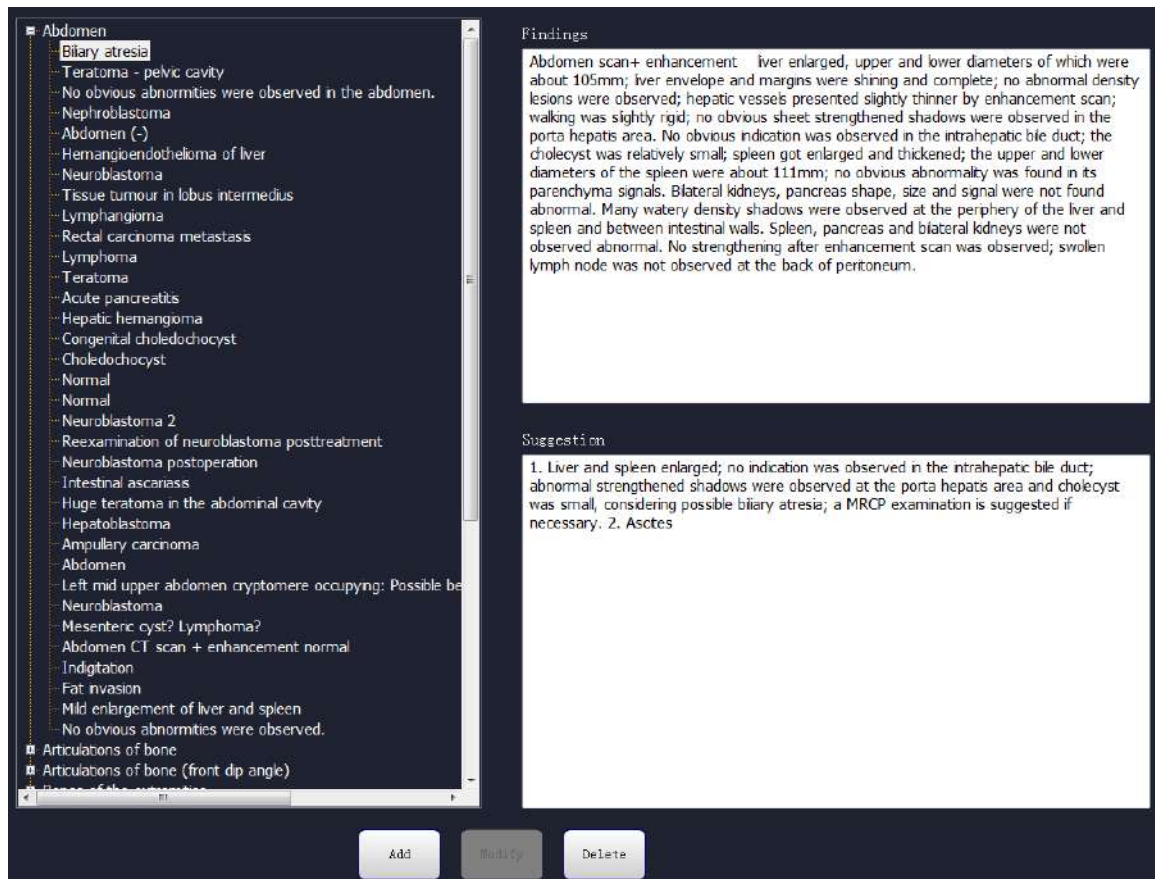 Abdomen
Biliary atresia
Teratoma - pelvic cavity
No obvious abnormities were observed in the abdomen.
Nephroblastoma
Abdomen (-)
Hemangioendothelioma of liver
Neuroblastoma
Tissue tumour in lobus intermedius
Lymphangioma
Rectal carcinoma metastasis
Lymphoma
Teratoma
Acute pancreatitis
Hepatic hemangioma
Congenital choledochocyst
Choledochocyst
Normal
Normal
Neuroblastoma 2
Reexamination of neuroblastoma posttreatment
Neuroblastoma postoperation
Intestinal ascariasis
Huge teratoma in the abdominal cavity
Hepatoblastoma
Ampullary carcinoma
Abdomen
Left mid upper abdomen cryptomere occupying: Possible be
Neuroblastoma
Mesenteric cyst? Lymphoma?
Abdomen CT scan + enhancement normal
Indigitation
Fat invasion
Mild enlargement of liver and spleen
No obvious abnormities were observed.
Articulations of bone
Articulations of bone (front dip angle)
Findings
Abdomen scan+ enhancement liver enlarged, upper and lower diameters of which were
about 105mm; liver envelope and margins were shining and complete; no abnormal density
lesions were observed; hepatic vessels presented slightly thinner by enhancement scan;
walking was slightly rigid; no obvious sheet strengthened shadows were observed in the
porta hepatis area. No obvious indication was observed in the intrahepatic bile duct; the
cholecyst was relatively small; spleen got enlarged and thickened; the upper and lower
diameters of the spleen were about 111mm; no obvious abnormality was found in its
parenchyma signals. Bilateral kidneys, pancreas shape, size and signal were not found
abnormal. Many watery density shadows were observed at the periphery of the liver and
spleen and between intestinal walls. Spleen, pancreas and bilateral kidneys were not
observed abnormal. No strengthening after enhancement scan was observed; swollen
lymph node was not observed at the back of peritoneum.
Suggestion
1. Liver and spleen enlarged; no indication was observed in the intrahepatic bile duct;
abnormal strengthened shadows were observed at the porta hepatis area and cholecyst
was small, considering possible biliary atresia; a MRCP examination is suggested if
necessary. 2. Asctes
Add
Modify
Delete